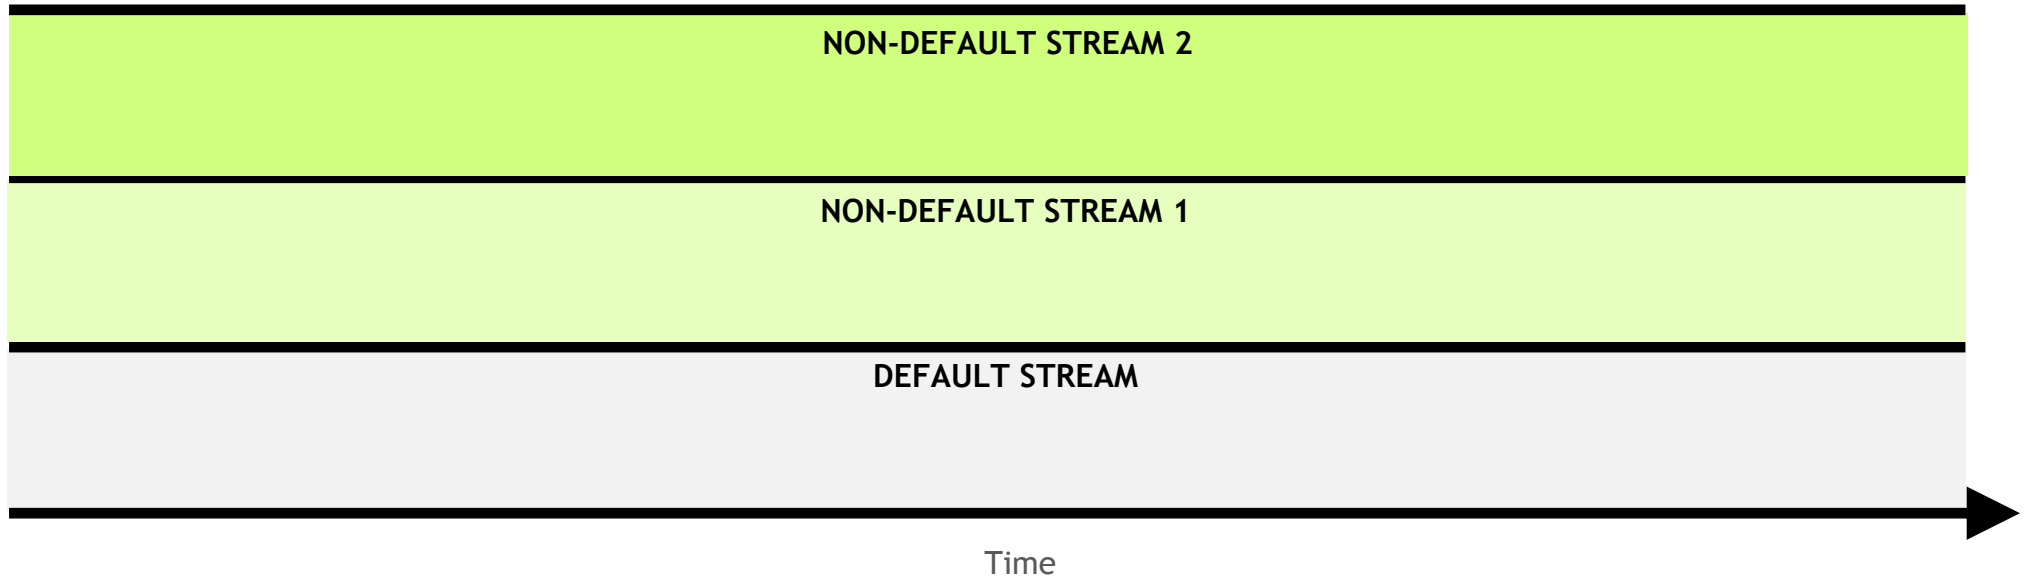 NON-DEFAULT STREAM 2
NON-DEFAULT STREAM 1
DEFAULT STREAM
Time